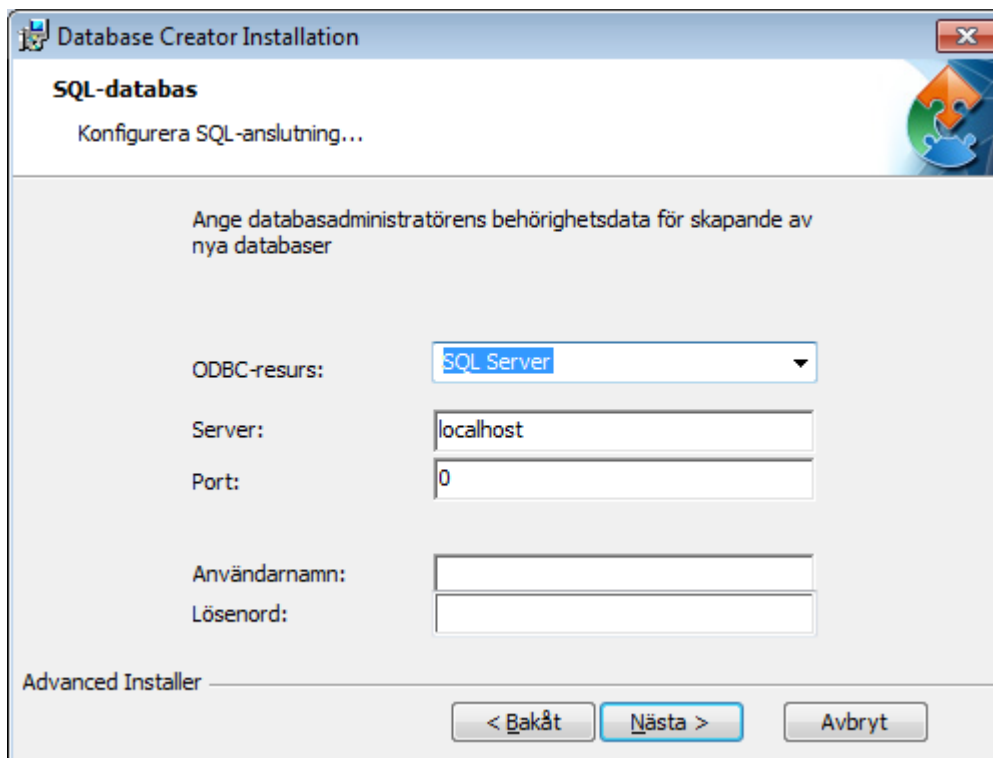 Database Creator Installation
SQL-databas
Konfigurera SQL-anslutning...
Ange databasadministratörens behörighetsdata för skapande av
nya databaser
ODBC-resurs: SQL Server
Server: localhost
Port: 0
Användarnamn:
Lösenord:
Advanced Installer
< Bakåt Nästa > Avbryt